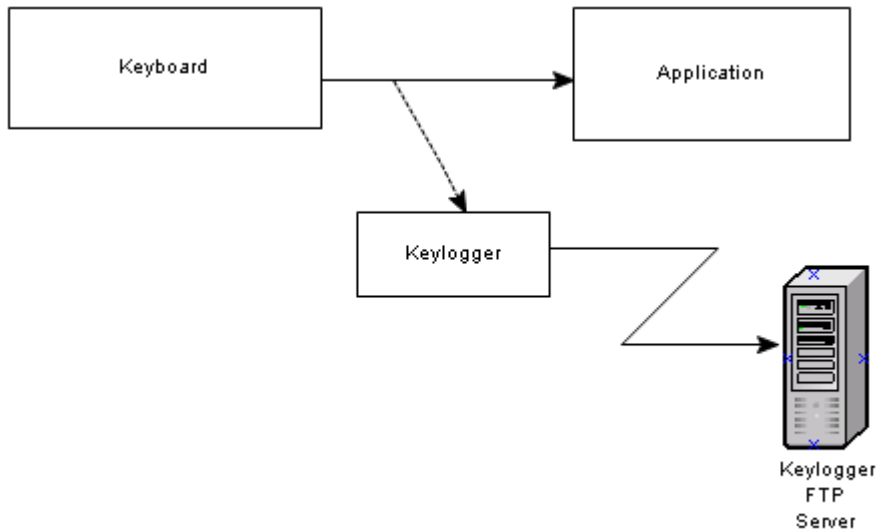 Keyboard
Application
Keylogger
Keylogger
FTP
Server